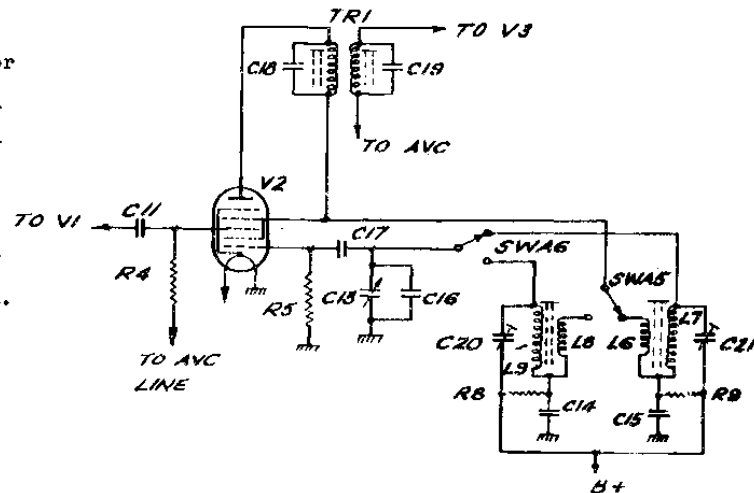 or
TR1
TO V3
C18
C19
TO AVC
V2
TO V1
C11
C17
SWA6
R4
R5
C13
C16
SWA5
C20
L9
L8
L6
L7
C21
TO AVC
LINE
R8
C14
C15
R9
B+